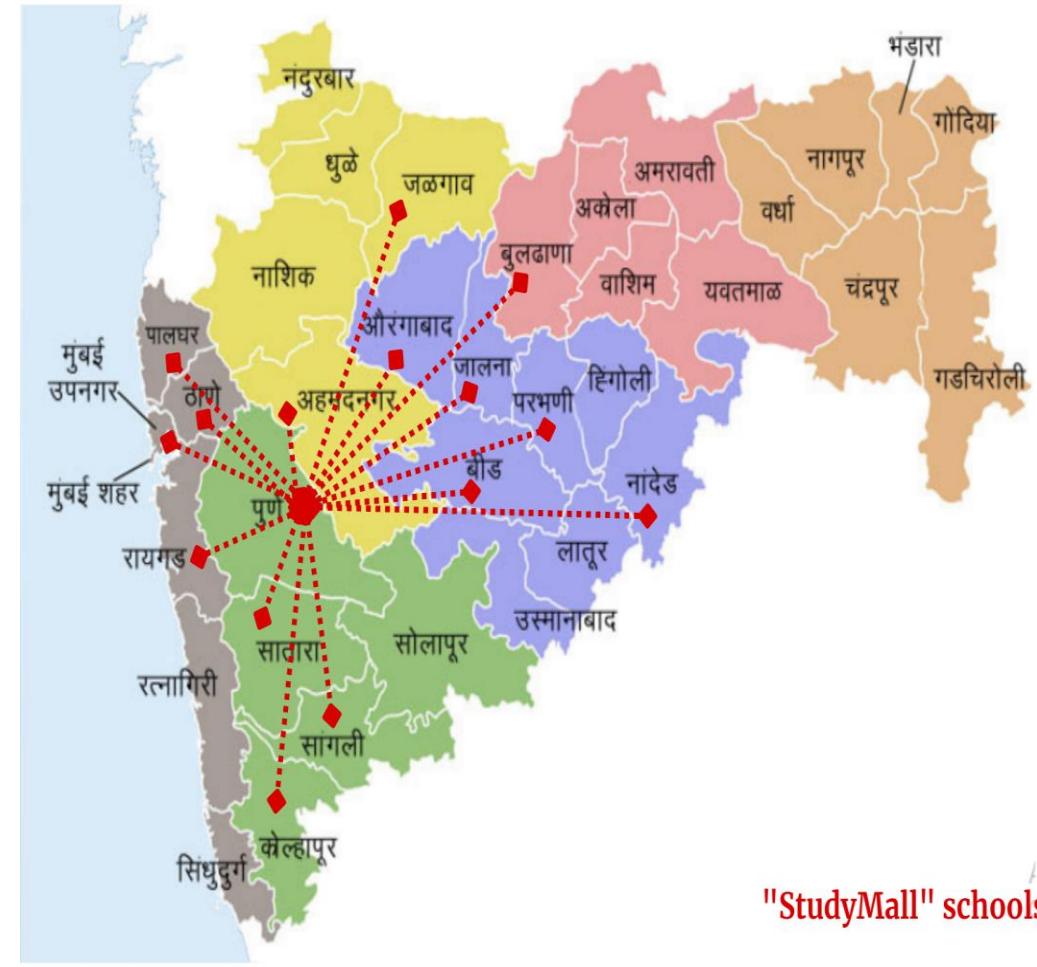 भंडारा
नंदुरबार
गोंदिया
धुळे
जळगाव
अमरावती
नागपूर
अकोला
वर्धा
नाशिक
बुलढाणा
वाशिम
यवतमाळ
चंद्रपूर
पालघर
औरंगाबाद
मुंबई
उपनगर
जालना
हिंगोली
गडचिरोली
ठाणे
अहमदनगर
परभणी
मुंबई शहर
बीड
नांदेड
पुणे
रायगड
लातूर
उस्मानाबाद
सातारा
सोलापूर
रत्नागिरी
सांगली
कोल्हापूर
सिंधुदुर्ग
"StudyMall" schools